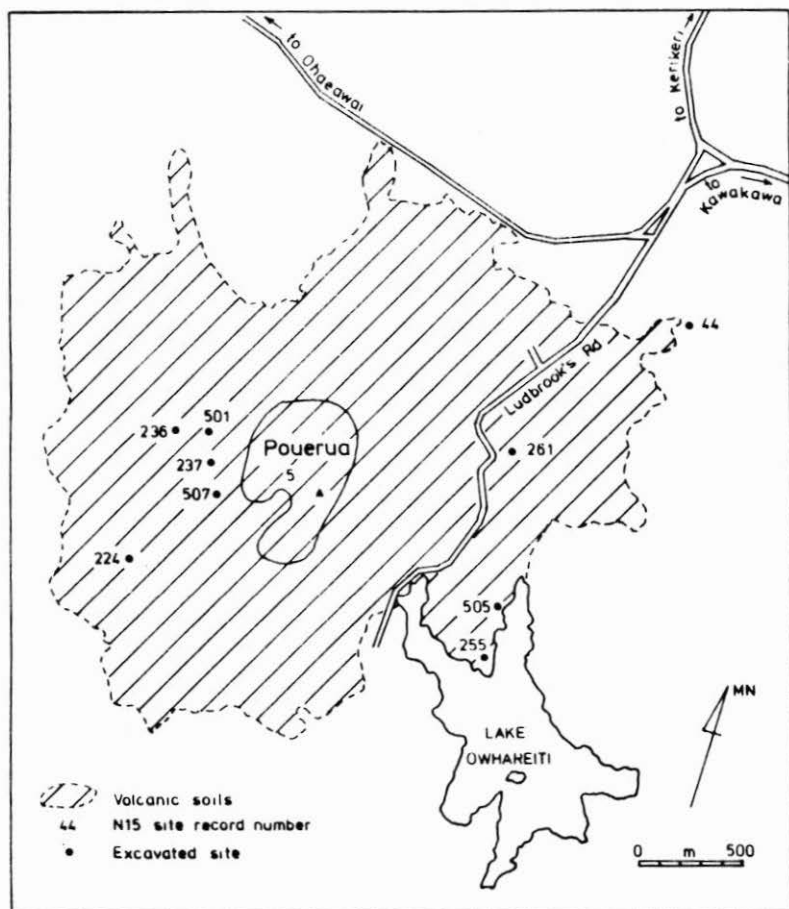 to Ohaeawai
to Kerikeri
to
Kawakawa
44
Ludbrook's Rd
236
501
Pouerua
261
237
5
507
224
505
255
MN
LAKE
OWHAREITI
Volcanic soils
44 N15 site record number
Excavated site
0 m 500